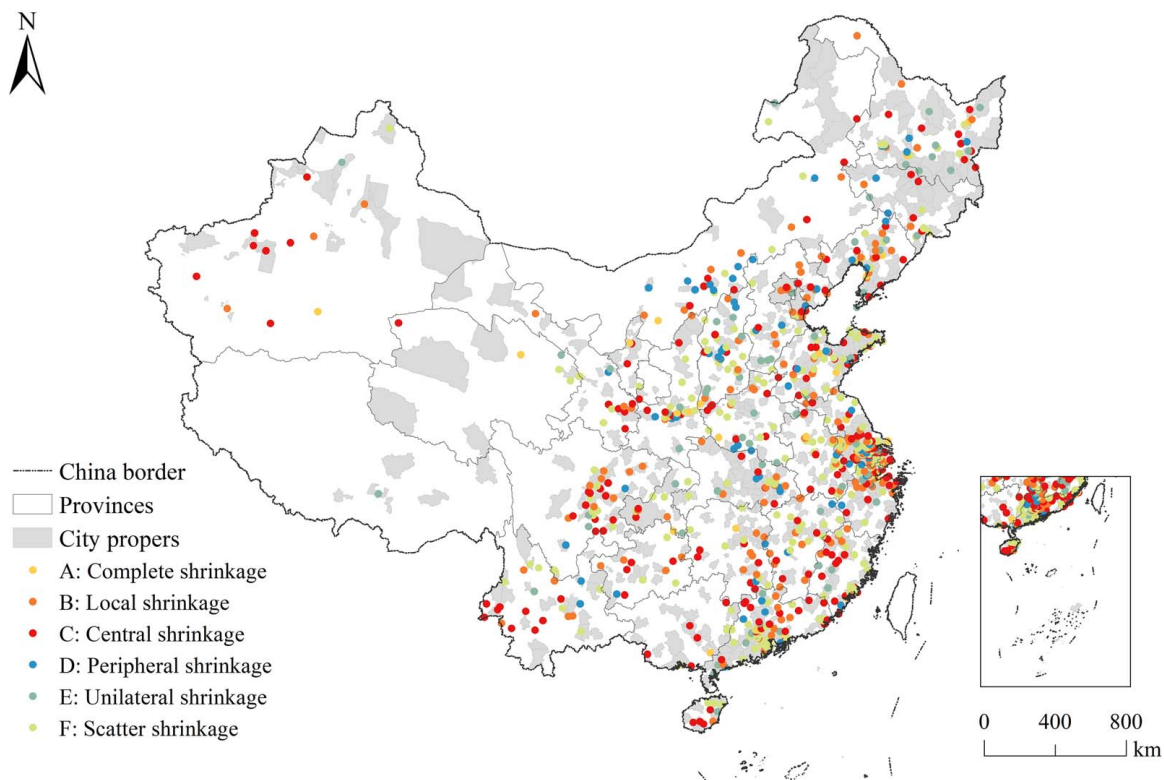 N
China border
Provinces
City propers
A: Complete shrinkage
B: Local shrinkage
C: Central shrinkage
D: Peripheral shrinkage
E: Unilateral shrinkage
F: Scatter shrinkage
0 400 800
km